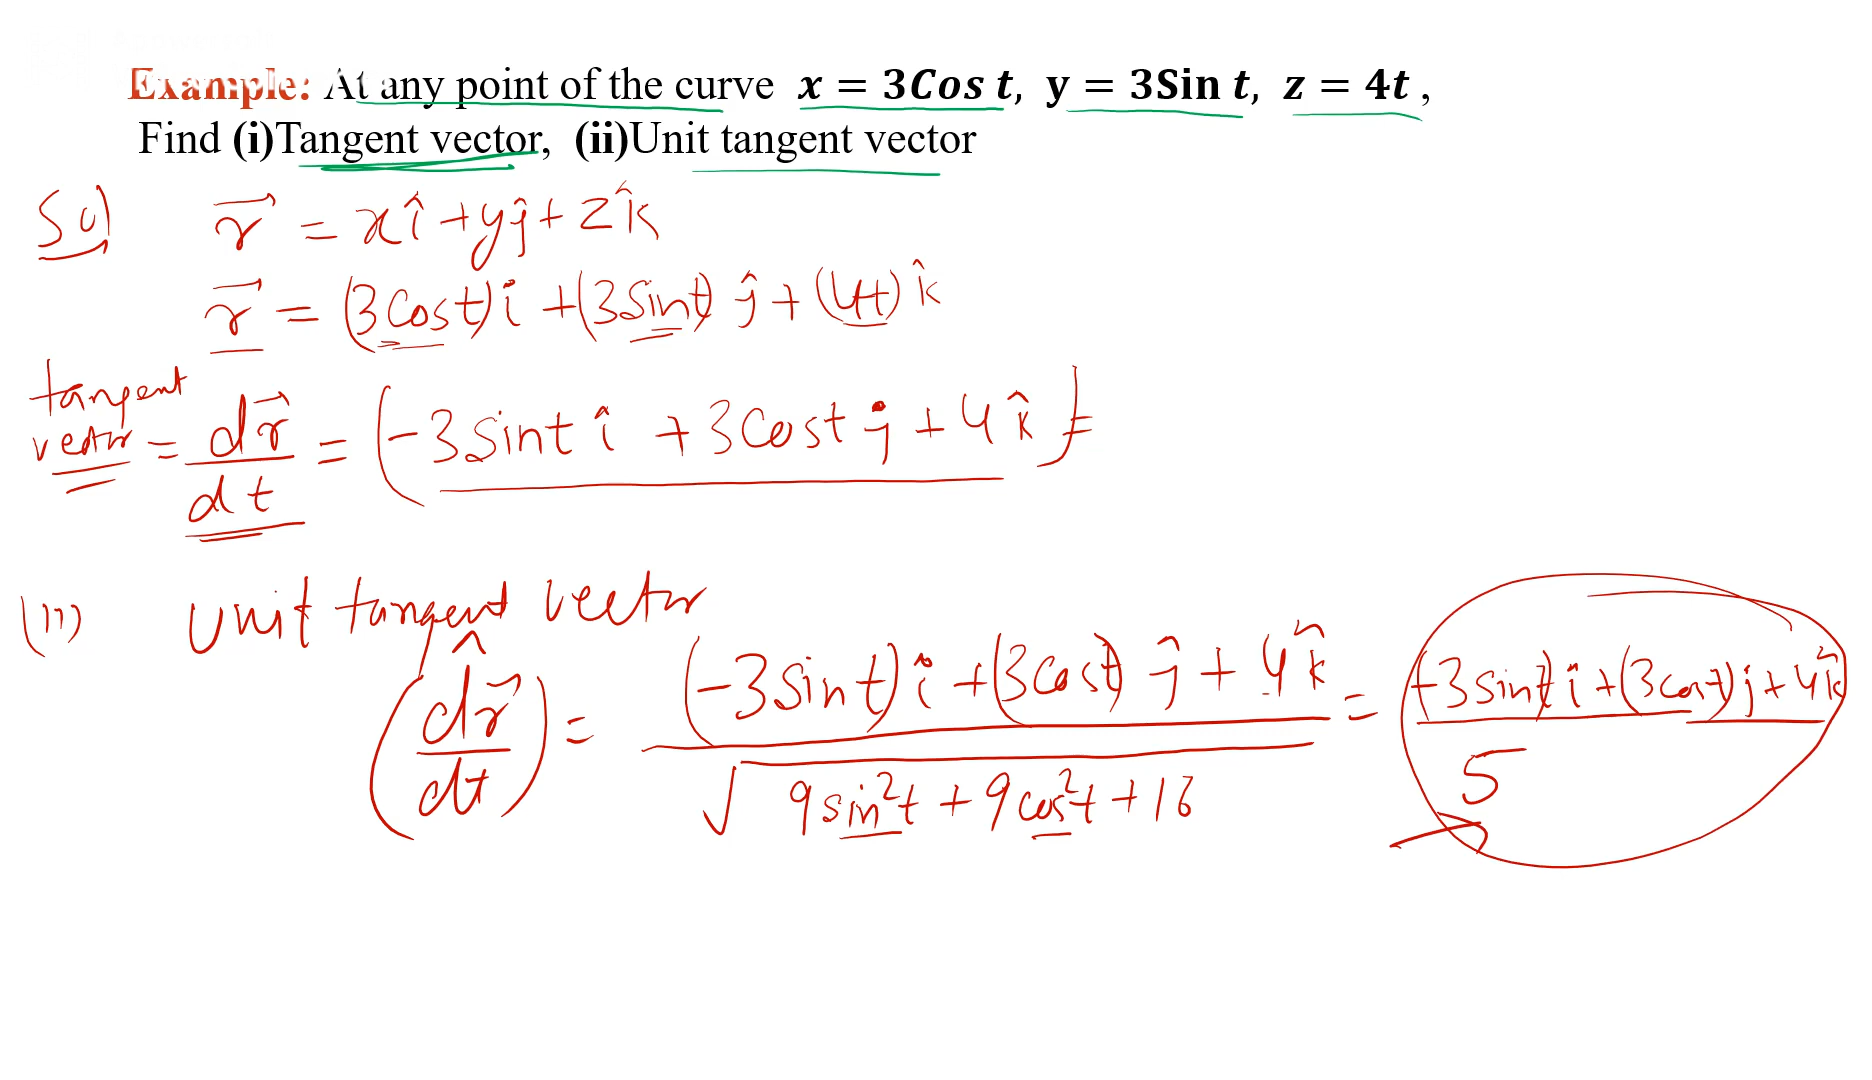 Example: At any point of the curve x = 3Cos t, y = 3Sin t, z = 4t ,
Find (i)Tangent vector, (ii)Unit tangent vector
Sol r⃗ = xî + yĵ + zk̂
r⃗ = (3cost)î + (3sint)ĵ + (4t)k̂
tangent vector = dr⃗/dt = (-3sint î + 3cost j + 4k̂) =
(11) Unit tangent vector
(dr⃗/dt)^ = (-3sint)î + (3cost)ĵ + 4k̂ / √9sin²t + 9cos²t + 16 = (-3sint)î + (3cost)j + 4k̂ / 5